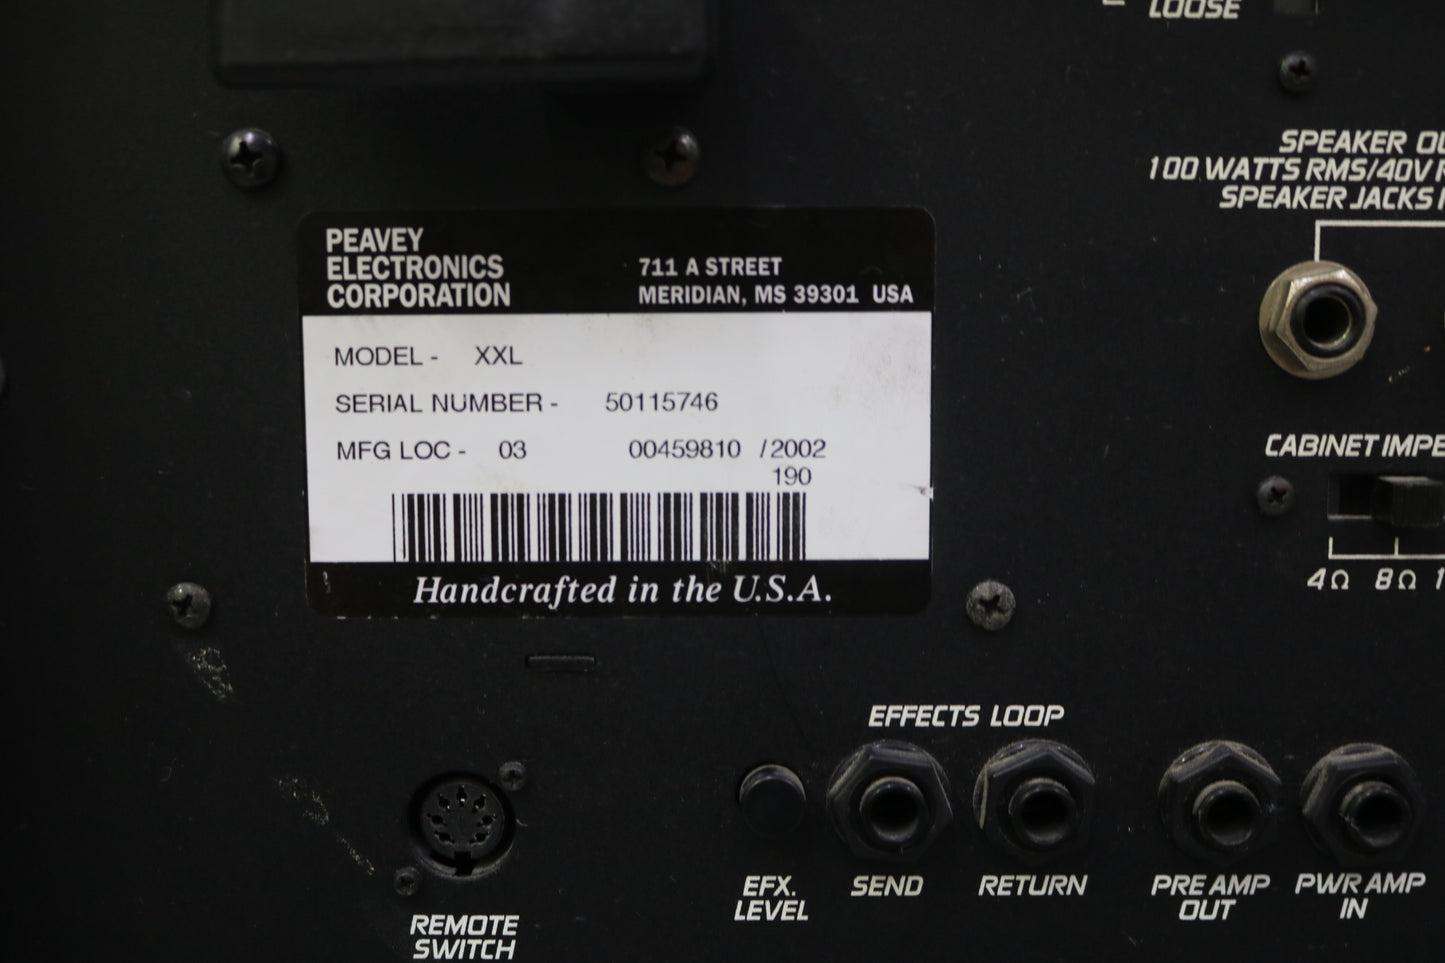 LOOSE
SPEAKER
100 WATTS RMS/40V
SPEAKER JACKS
PEAVEY
ELECTRONICS
CORPORATION
711 A STREET
MERIDIAN, MS 39301 USA
MODEL - XXL
SERIAL NUMBER - 50115746
MFG LOC - 03 00459810 /2002
190
Handcrafted in the U.S.A.
CABINET
4Ω 8Ω
EFFECTS LOOP
EFX.
LEVEL
SEND
RETURN
PRE AMP
OUT
PWR AMP
IN
REMOTE
SWITCH